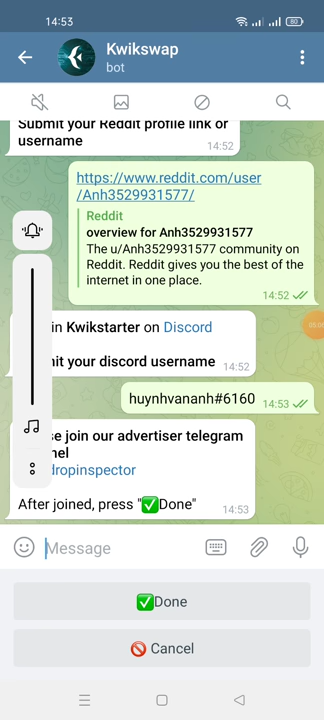 14:53
80
Kwikswap
bot
Submit your Reddit profile link or
username
14:52
https://www.reddit.com/user
/Anh3529931577/
Reddit
overview for Anh3529931577
The u/Anh3529931577 community on
Reddit. Reddit gives you the best of the
internet in one place.
14:52
in Kwikstarter on Discord
it your discord username
14:52
huynhvananh#6160
14:53
se join our advertiser telegram
nel
dropinspector
After joined, press "✅Done"
14:53
Message
✅Done
🚫 Cancel